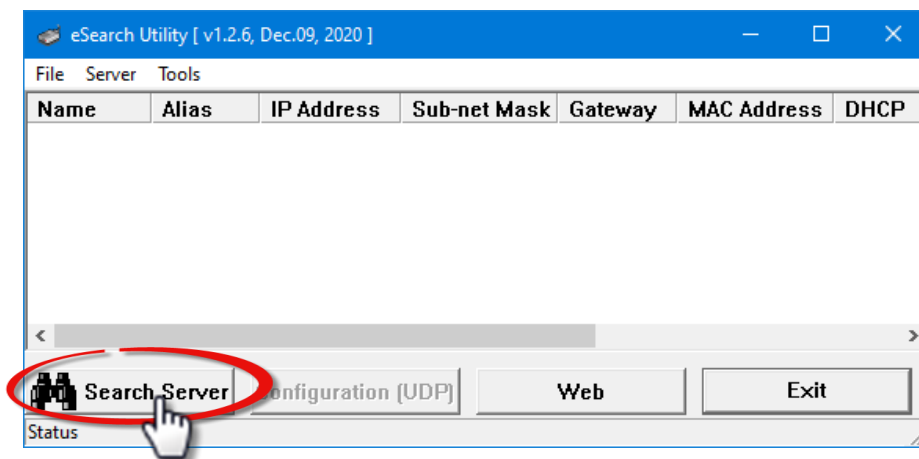 eSearch Utility [ v1.2.6, Dec.09, 2020 ]
File Server Tools
Name Alias IP Address Sub-net Mask Gateway MAC Address DHCP
Search Server Configuration (UDP) Web Exit
Status